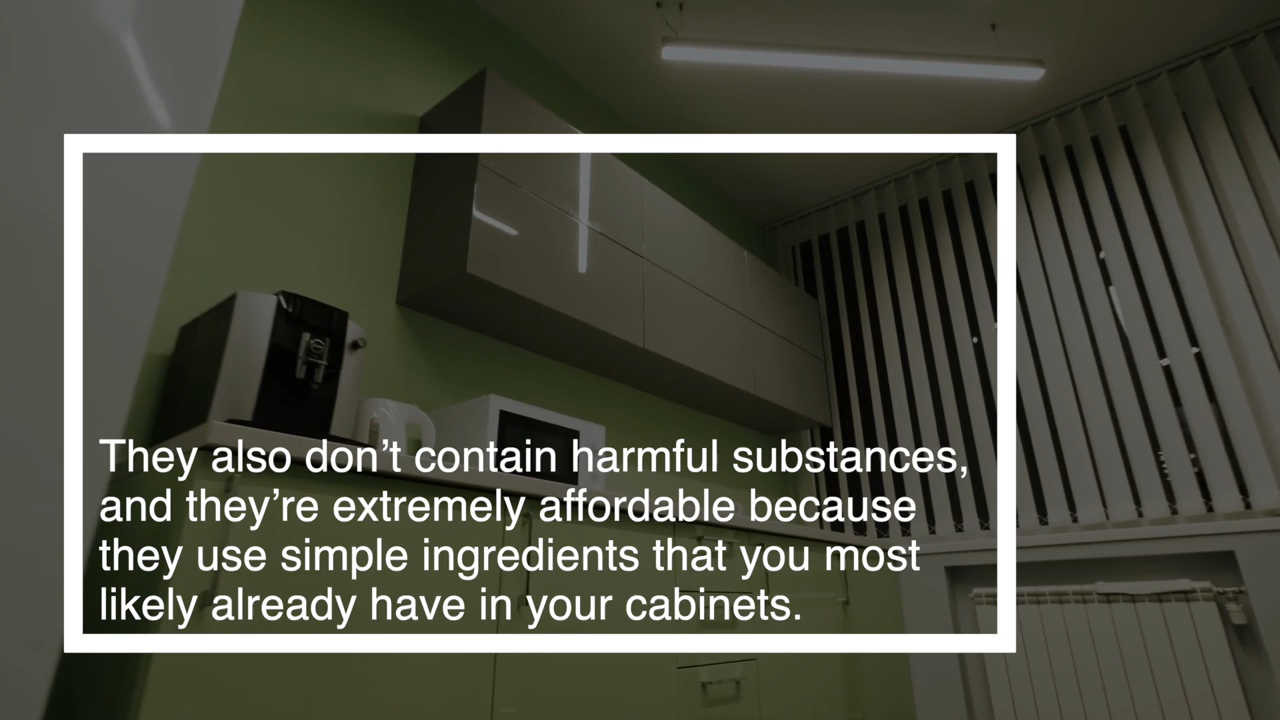 They also don’t contain harmful substances,
and they’re extremely affordable because
they use simple ingredients that you most
likely already have in your cabinets.